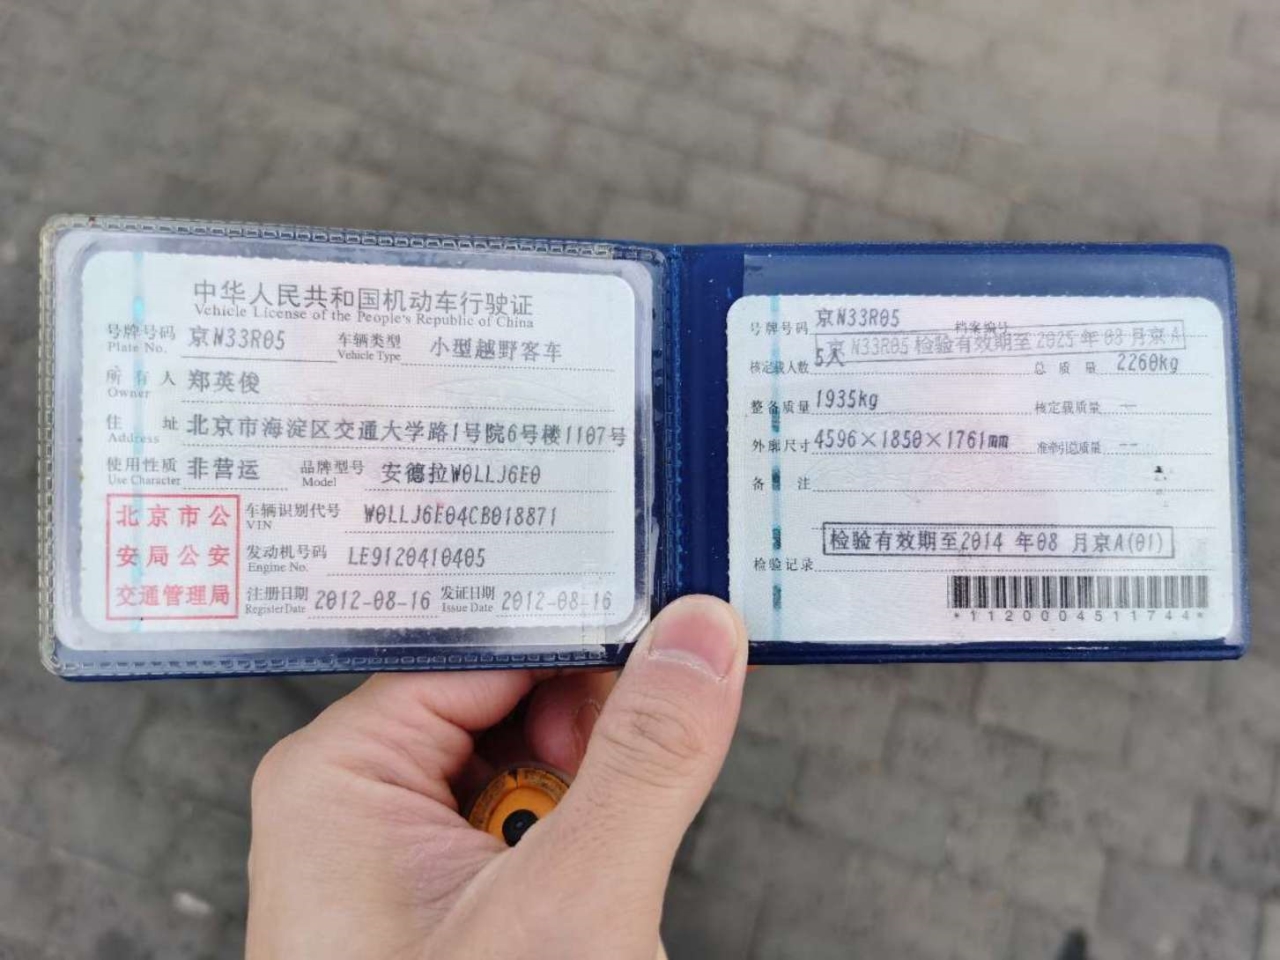 中华人民共和国机动车行驶证
Vehicle License of the People's Republic of China
号牌号码 京N33R05 车辆类型 小型越野客车
Plate No. Vehicle Type
所有人 郑英俊
Owner
住址 北京市海淀区交通大学路1号院6号楼1107号
Address
使用性质 非营运 品牌型号 安德拉W0LLJ6E0
Use Character Model
北京市公
安局公安
交通管理局
车辆识别代号 W0LLJ6E04CB018871
VIN
发动机号码 LE9120410405
Engine No.
注册日期 2012-08-16 发证日期 2012-08-16
Register Date Issue Date
号牌号码 京N33R05 档案编号
京N33R05 检验有效期至2025年08月京A
核定载人数 5人 总质量 2260kg
整备质量 1935kg 核定载质量 --
外廓尺寸 4596×1850×1761mm 准牵引总质量 --
备注
检验有效期至2014年08月京A(01)
检验记录
*1120004511744*